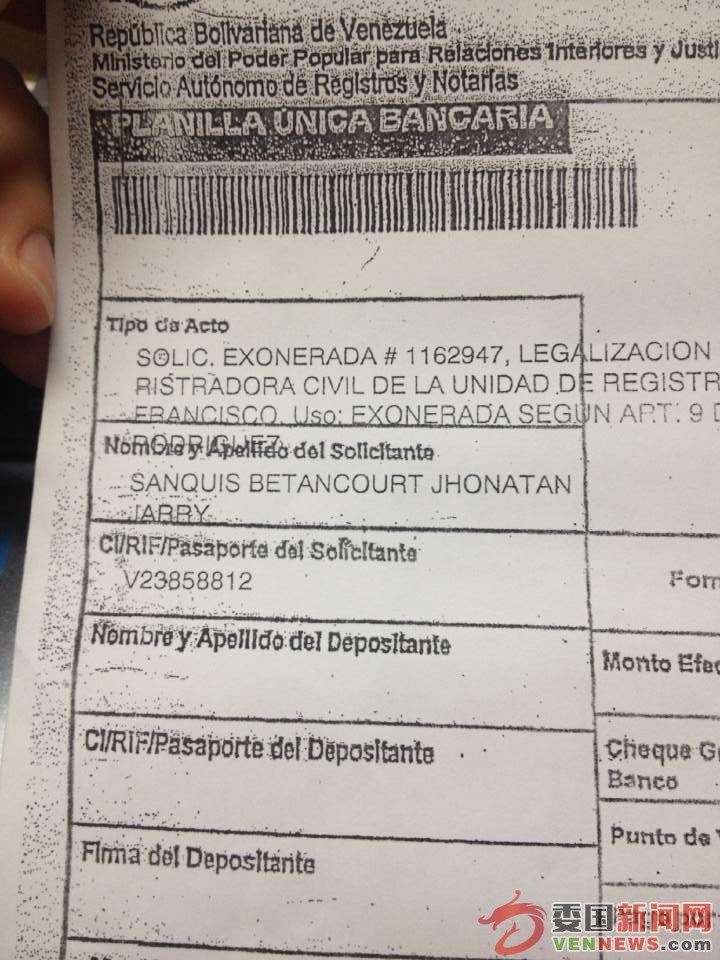 República Bolivariana de Venezuela
Ministerio del Poder Popular para Relaciones Interiores y Justi
Servicio Autónomo de Registros y Notarías
PLANILLA ÚNICA BANCARIA
Tipo de Acto
SOLIC. EXONERADA # 1162947, LEGALIZACION
RISTRADORA CIVIL DE LA UNIDAD DE REGISTR
FRANCISCO. Uso: EXONERADA SEGUN ART. 9 D
RODRIGUEZ
Nombre y Apellido del Solicitante
SANQUIS BETANCOURT JHONATAN
JARRY
CI/RIF/Pasaporte del Solicitante
V23858812
Form
Nombre y Apellido del Depositante
Monto Efec
CI/RIF/Pasaporte del Depositante
Cheque G
Banco
Punto de V
Firma del Depositante
委国新闻网
VENNEWS.com